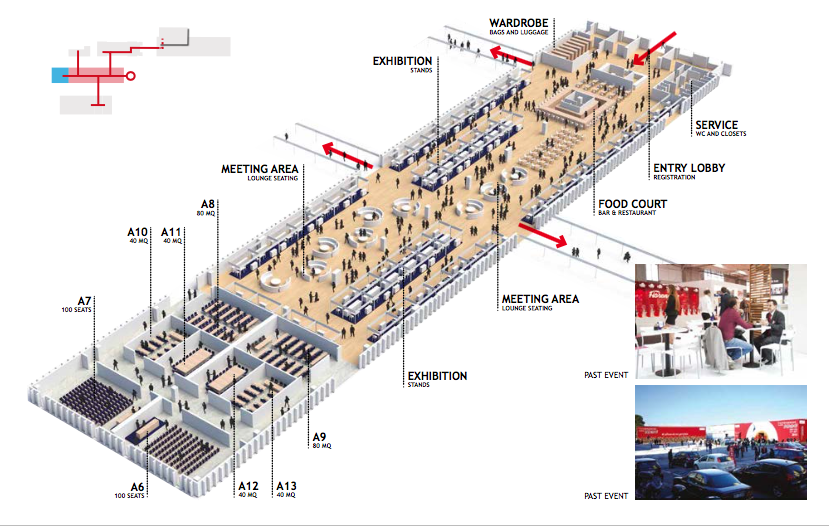 WARDROBE
BAGS AND LUGGAGE
EXHIBITION
STANDS
SERVICE
WC AND CLOSETS
MEETING AREA
LOUNGE SEATING
ENTRY LOBBY
REGISTRATION
FOOD COURT
BAR & RESTAURANT
A8
80 MQ
A10
40 MQ
A11
40 MQ
A7
100 SEATS
MEETING AREA
LOUNGE SEATING
EXHIBITION
STANDS
PAST EVENT
A9
80 MQ
A6
100 SEATS
A12
40 MQ
A13
40 MQ
PAST EVENT